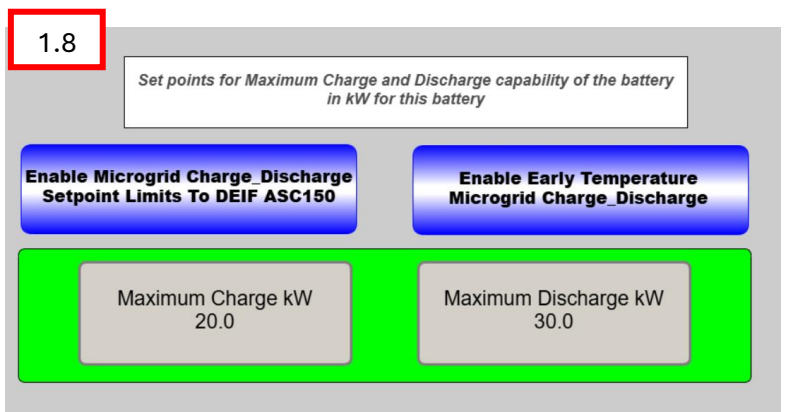 1.8
Set points for Maximum Charge and Discharge capability of the battery
in kW for this battery
Enable Microgrid Charge_Discharge
Setpoint Limits To DEIF ASC150
Enable Early Temperature
Microgrid Charge_Discharge
Maximum Charge kW
20.0
Maximum Discharge kW
30.0